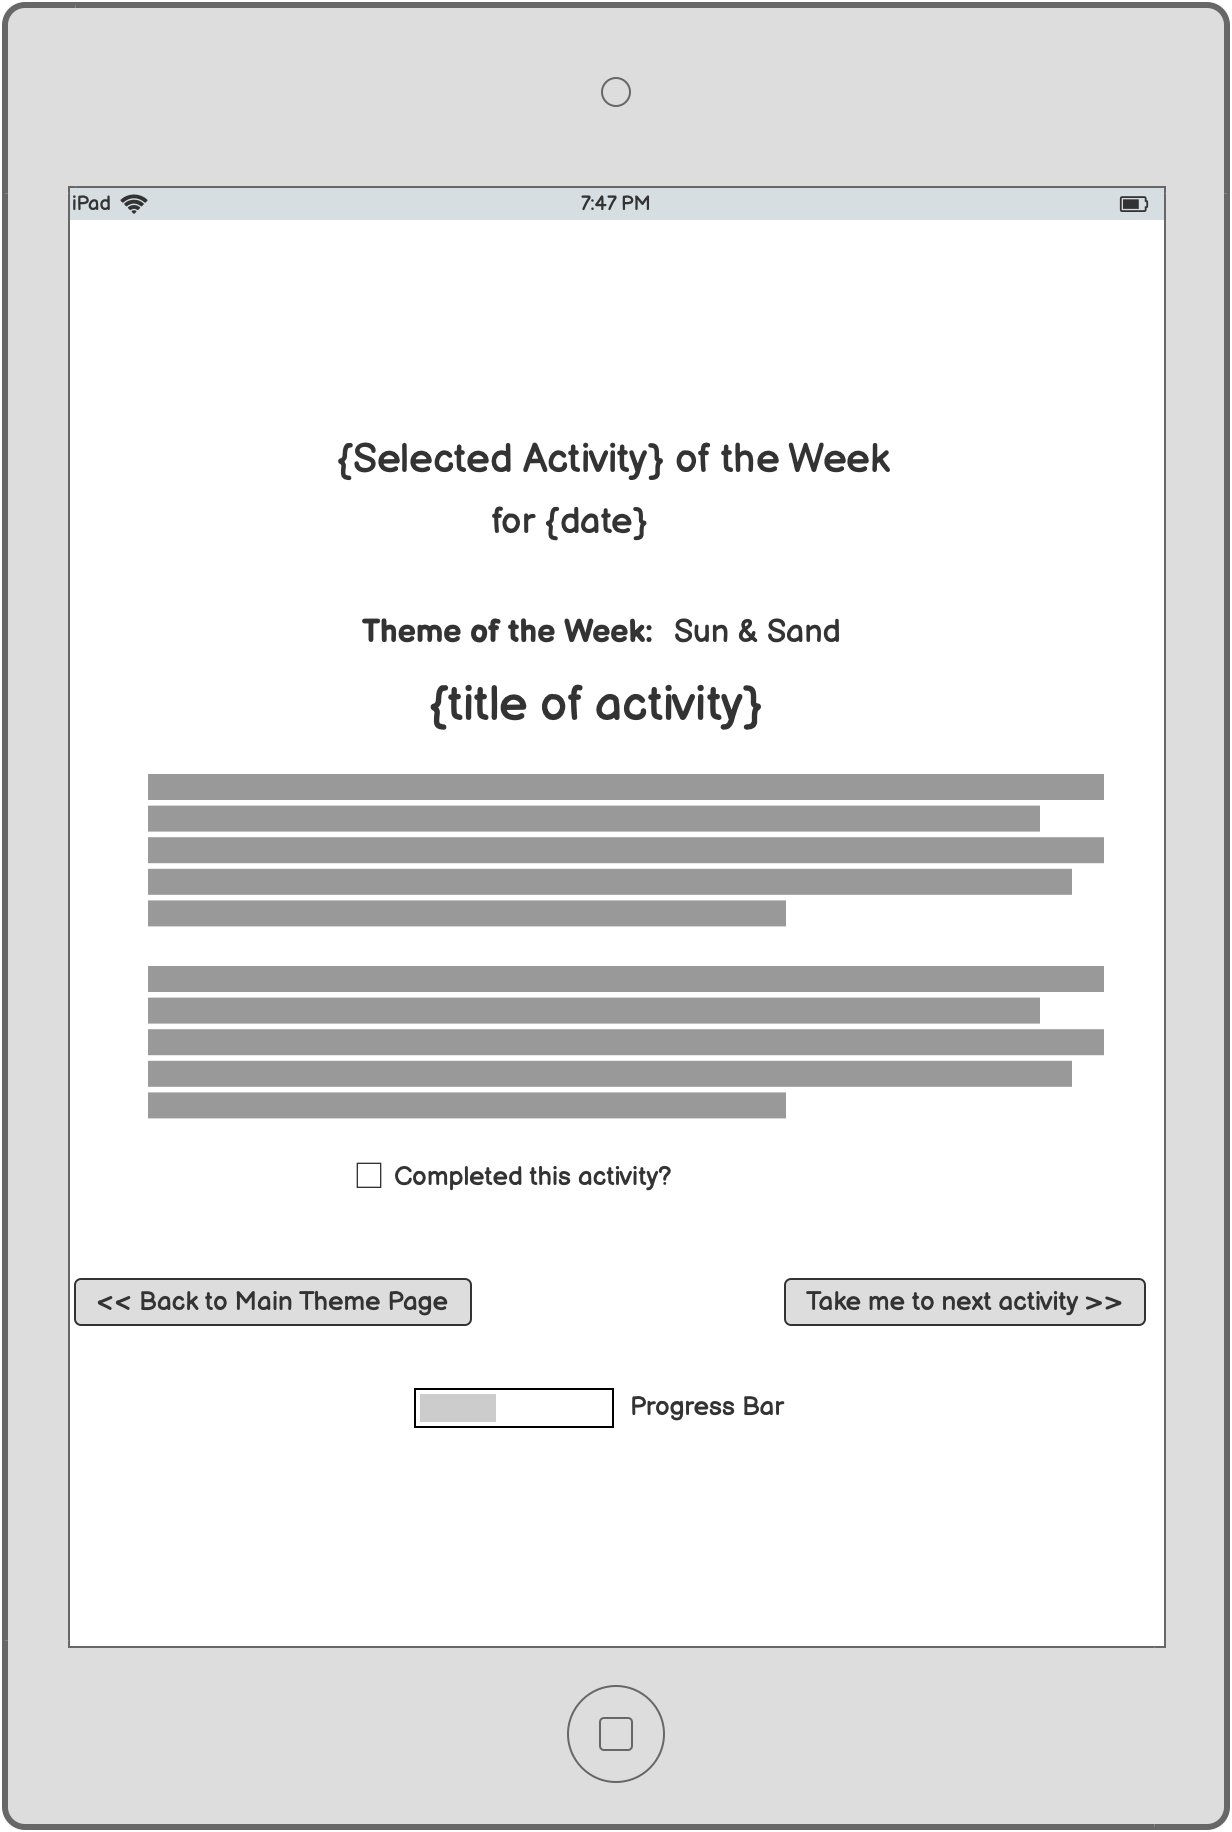 iPad 7:47 PM
{Selected Activity} of the Week
for {date}
Theme of the Week: Sun & Sand
{title of activity}
Completed this activity?
<< Back to Main Theme Page Take me to next activity >>
Progress Bar